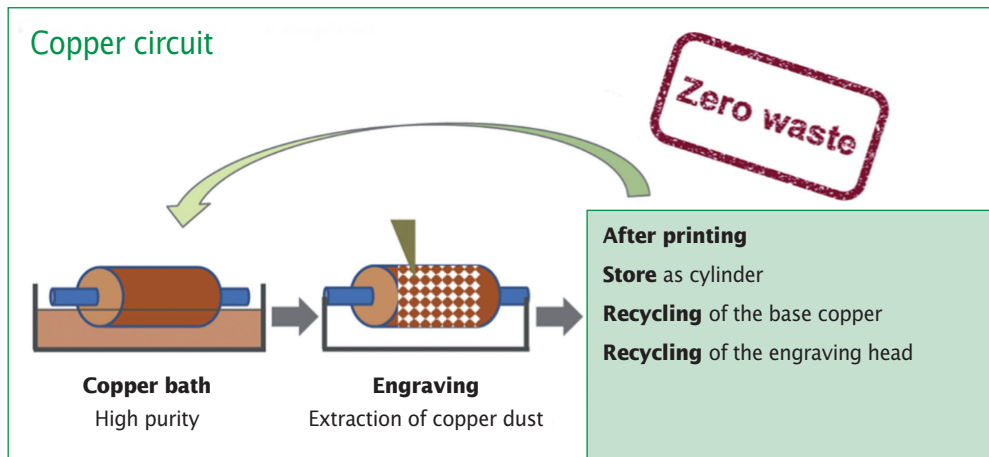 Copper circuit
Zero waste
After printing
Store as cylinder
Recycling of the base copper
Recycling of the engraving head
Copper bath
High purity
Engraving
Extraction of copper dust